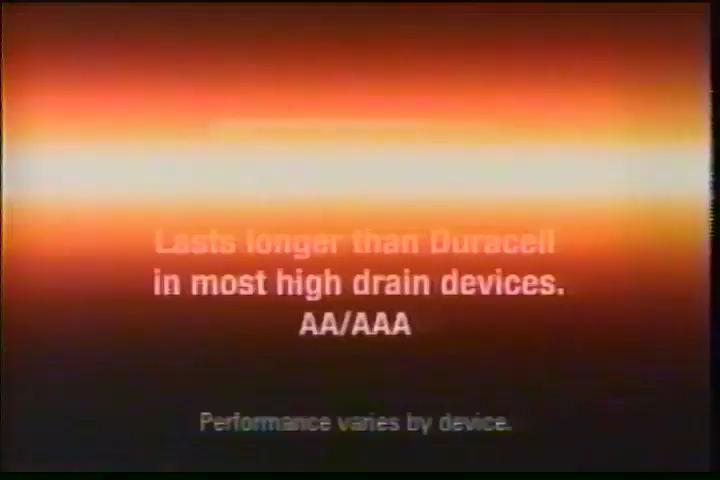 Lasts longer than Duracell
in most high drain devices.
AA/AAA
Performance varies by device.